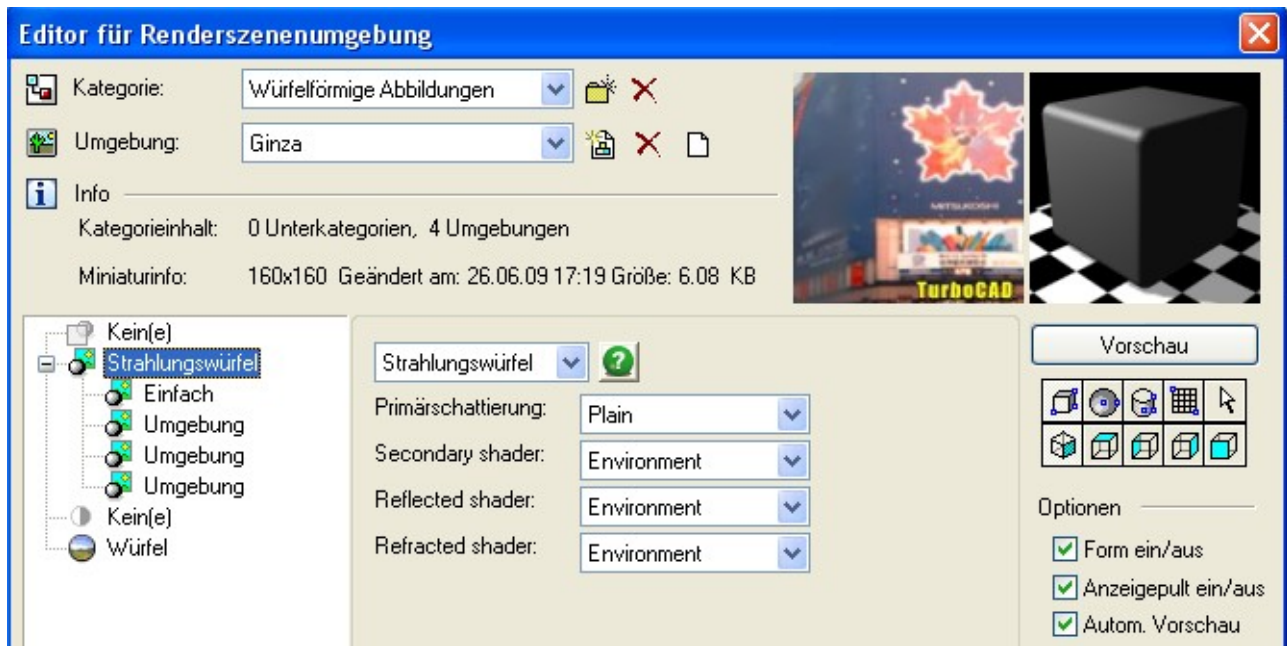 Editor für Renderszenenumgebung
Kategorie: Würfelförmige Abbildungen
Umgebung: Ginza
Info
Kategorieinhalt: 0 Unterkategorien, 4 Umgebungen
Miniaturinfo: 160x160 Geändert am: 26.06.09 17:19 Größe: 6.08 KB
MITSUKOSHI
TurboCAD
Kein(e)
Strahlungswürfel
Einfach
Umgebung
Umgebung
Umgebung
Kein(e)
Würfel
Strahlungswürfel
Primärschattierung: Plain
Secondary shader: Environment
Reflected shader: Environment
Refracted shader: Environment
Vorschau
Optionen
Form ein/aus
Anzeigepult ein/aus
Autom. Vorschau